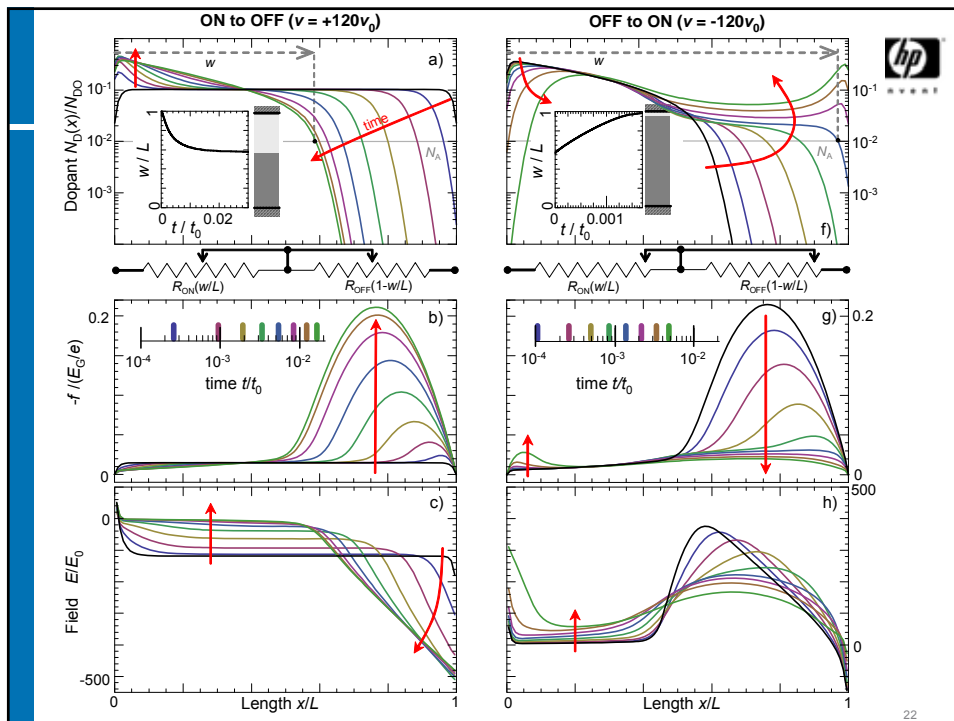 ON to OFF (v = +120v0)
OFF to ON (v = -120v0)
hp
invent
Dopant ND(x)/ND0
10-1
10-2
10-3
w
a)
time
NA
w / L
0
1
0
0.02
t / t0
w
10-1
10-2
10-3
w / L
0
1
0
0.001
t / t0
f)
RON(w/L)
ROFF(1-w/L)
RON(w/L)
ROFF(1-w/L)
-f /(EG/e)
0.2
0
b)
10-4
10-3
10-2
time t/t0
g)
0.2
0
10-4
10-3
10-2
time t/t0
Field E/E0
0
-500
c)
0
Length x/L
1
h)
500
0
0
Length x/L
1
22